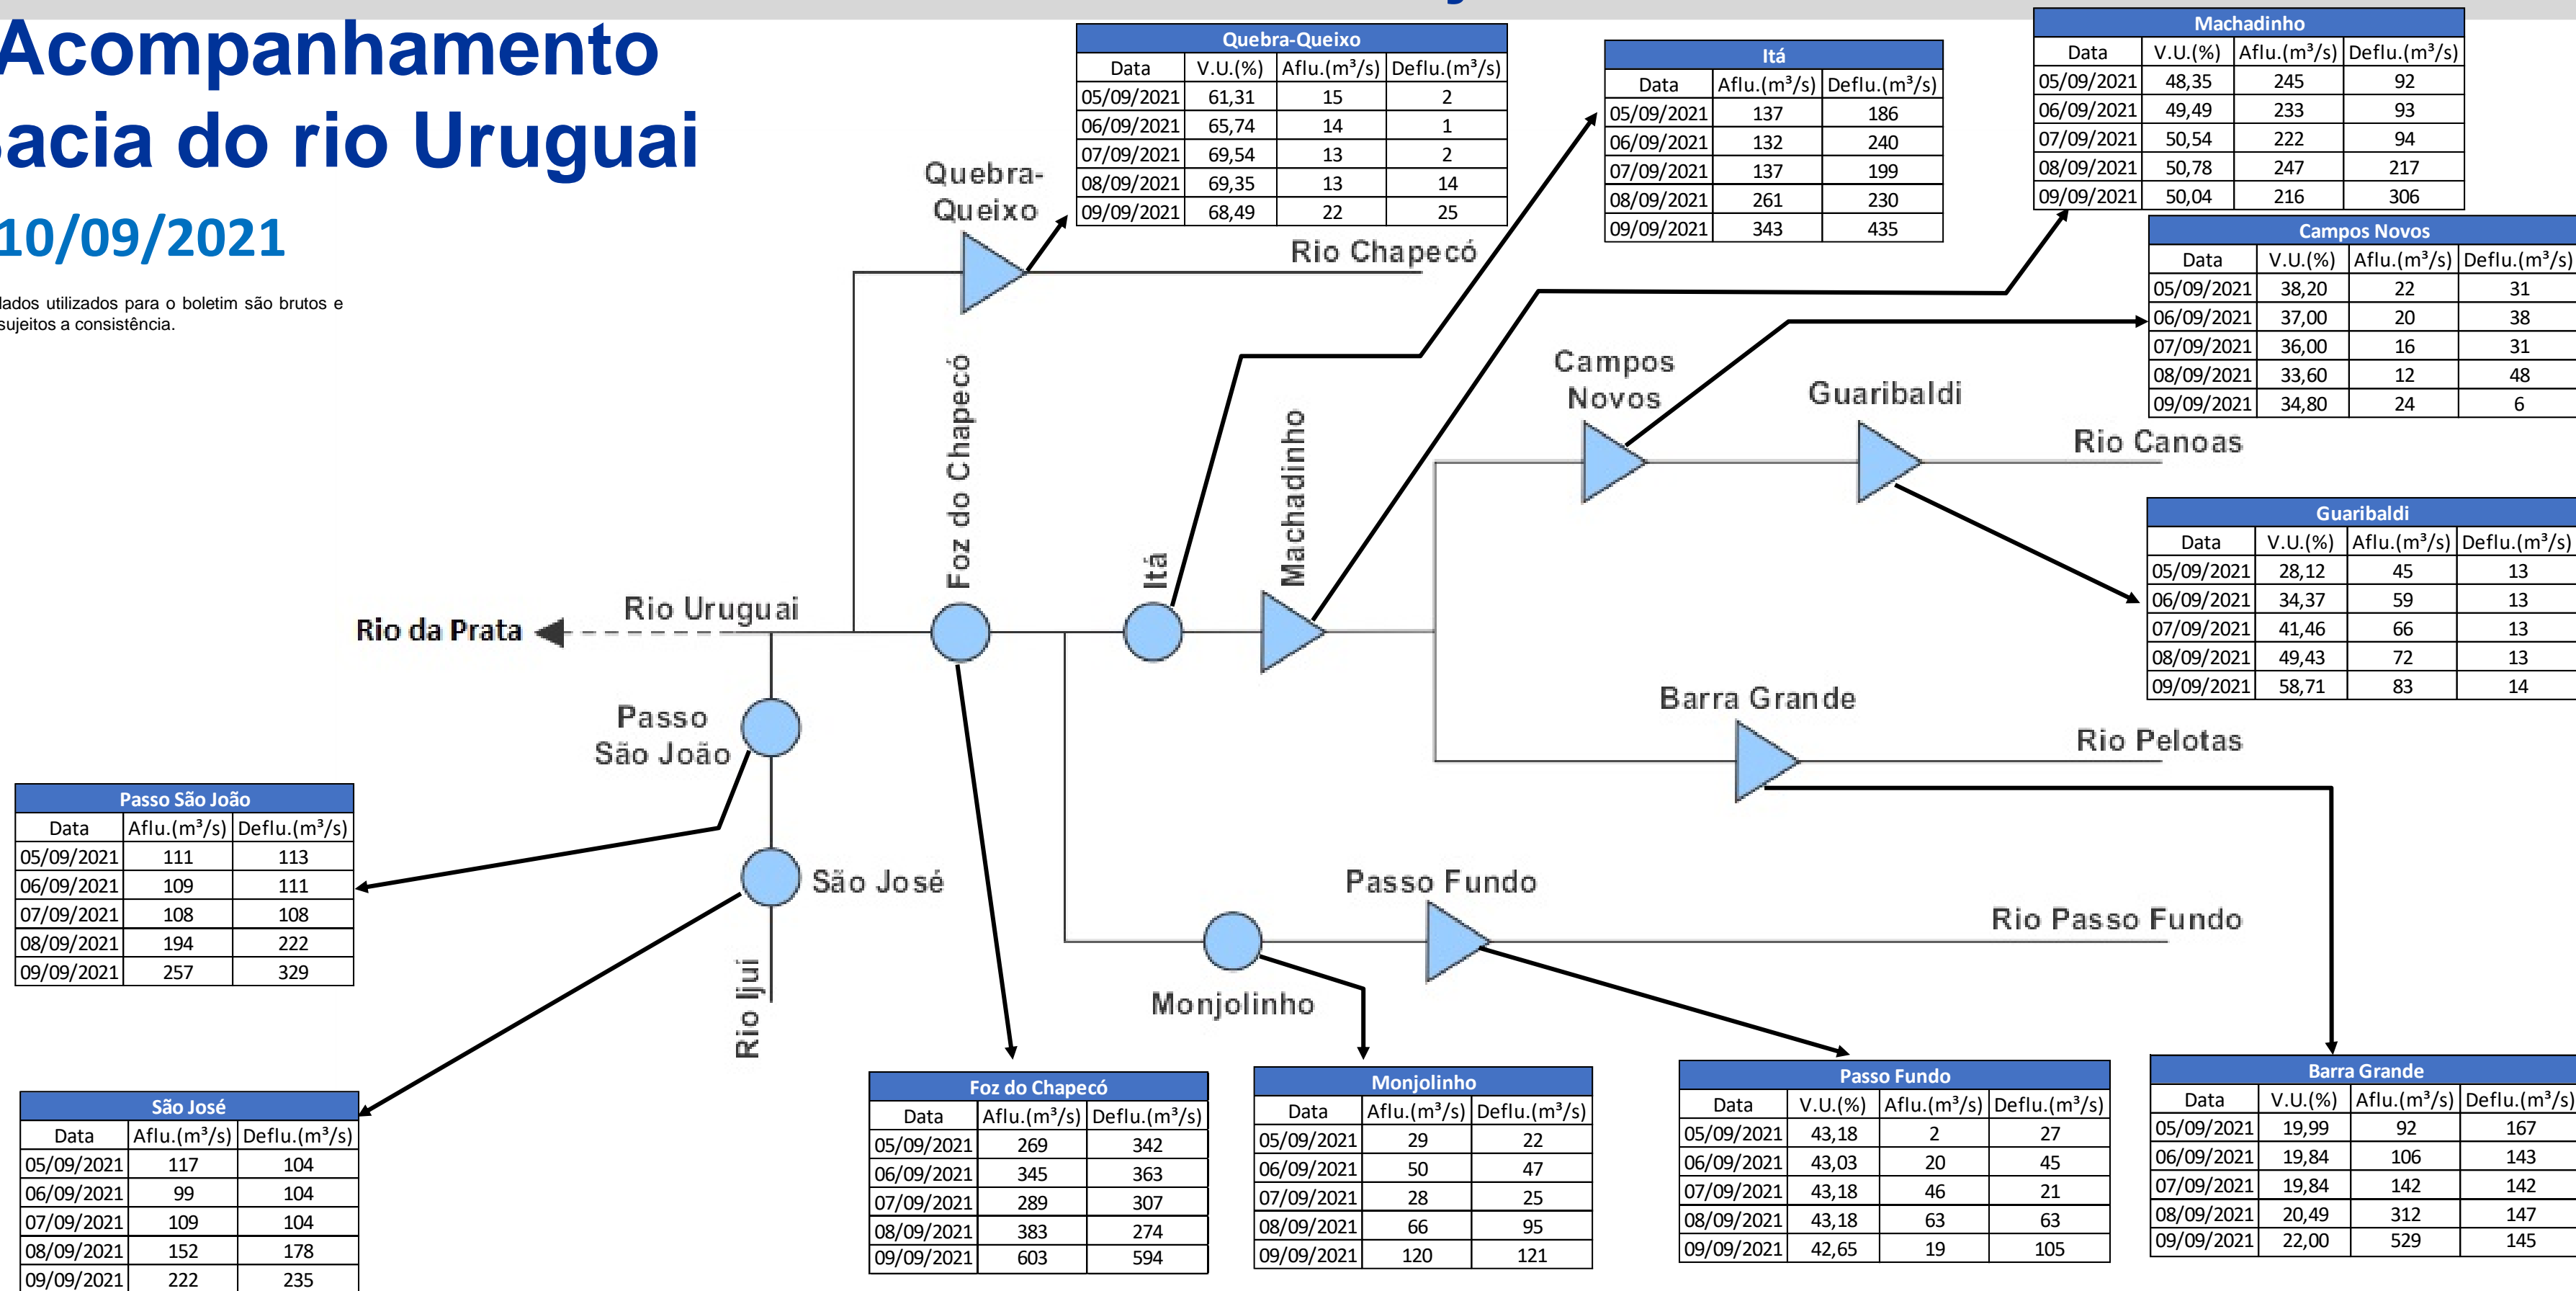 Acompanhamento
acia do rio Uruguai
10/09/2021
dados utilizados para o boletim são brutos e
sujeitos a consistência.
Quebra-Queixo
Data V.U.(%) Aflu.(m³/s) Deflu.(m³/s)
05/09/2021 61,31 15 2
06/09/2021 65,74 14 1
07/09/2021 69,54 13 2
08/09/2021 69,35 13 14
09/09/2021 68,49 22 25
Itá
Data Aflu.(m³/s) Deflu.(m³/s)
05/09/2021 137 186
06/09/2021 132 240
07/09/2021 137 199
08/09/2021 261 230
09/09/2021 343 435
Machadinho
Data V.U.(%) Aflu.(m³/s) Deflu.(m³/s)
05/09/2021 48,35 245 92
06/09/2021 49,49 233 93
07/09/2021 50,54 222 94
08/09/2021 50,78 247 217
09/09/2021 50,04 216 306
Campos Novos
Data V.U.(%) Aflu.(m³/s) Deflu.(m³/s)
05/09/2021 38,20 22 31
06/09/2021 37,00 20 38
07/09/2021 36,00 16 31
08/09/2021 33,60 12 48
09/09/2021 34,80 24 6
Guaribaldi
Data V.U.(%) Aflu.(m³/s) Deflu.(m³/s)
05/09/2021 28,12 45 13
06/09/2021 34,37 59 13
07/09/2021 41,46 66 13
08/09/2021 49,43 72 13
09/09/2021 58,71 83 14
Quebra-
Queixo
Rio Chapecó
Foz do Chapecó
Itá
Machadinho
Campos
Novos
Guaribaldi
Rio Canoas
Rio da Prata
Rio Uruguai
Barra Grande
Rio Pelotas
Passo
São João
São José
Rio Ijuí
Passo Fundo
Rio Passo Fundo
Monjolinho
Passo São João
Data Aflu.(m³/s) Deflu.(m³/s)
05/09/2021 111 113
06/09/2021 109 111
07/09/2021 108 108
08/09/2021 194 222
09/09/2021 257 329
São José
Data Aflu.(m³/s) Deflu.(m³/s)
05/09/2021 117 104
06/09/2021 99 104
07/09/2021 109 104
08/09/2021 152 178
09/09/2021 222 235
Foz do Chapecó
Data Aflu.(m³/s) Deflu.(m³/s)
05/09/2021 269 342
06/09/2021 345 363
07/09/2021 289 307
08/09/2021 383 274
09/09/2021 603 594
Monjolinho
Data Aflu.(m³/s) Deflu.(m³/s)
05/09/2021 29 22
06/09/2021 50 47
07/09/2021 28 25
08/09/2021 66 95
09/09/2021 120 121
Passo Fundo
Data V.U.(%) Aflu.(m³/s) Deflu.(m³/s)
05/09/2021 43,18 2 27
06/09/2021 43,03 20 45
07/09/2021 43,18 46 21
08/09/2021 43,18 63 63
09/09/2021 42,65 19 105
Barra Grande
Data V.U.(%) Aflu.(m³/s) Deflu.(m³/s)
05/09/2021 19,99 92 167
06/09/2021 19,84 106 143
07/09/2021 19,84 142 142
08/09/2021 20,49 312 147
09/09/2021 22,00 529 145